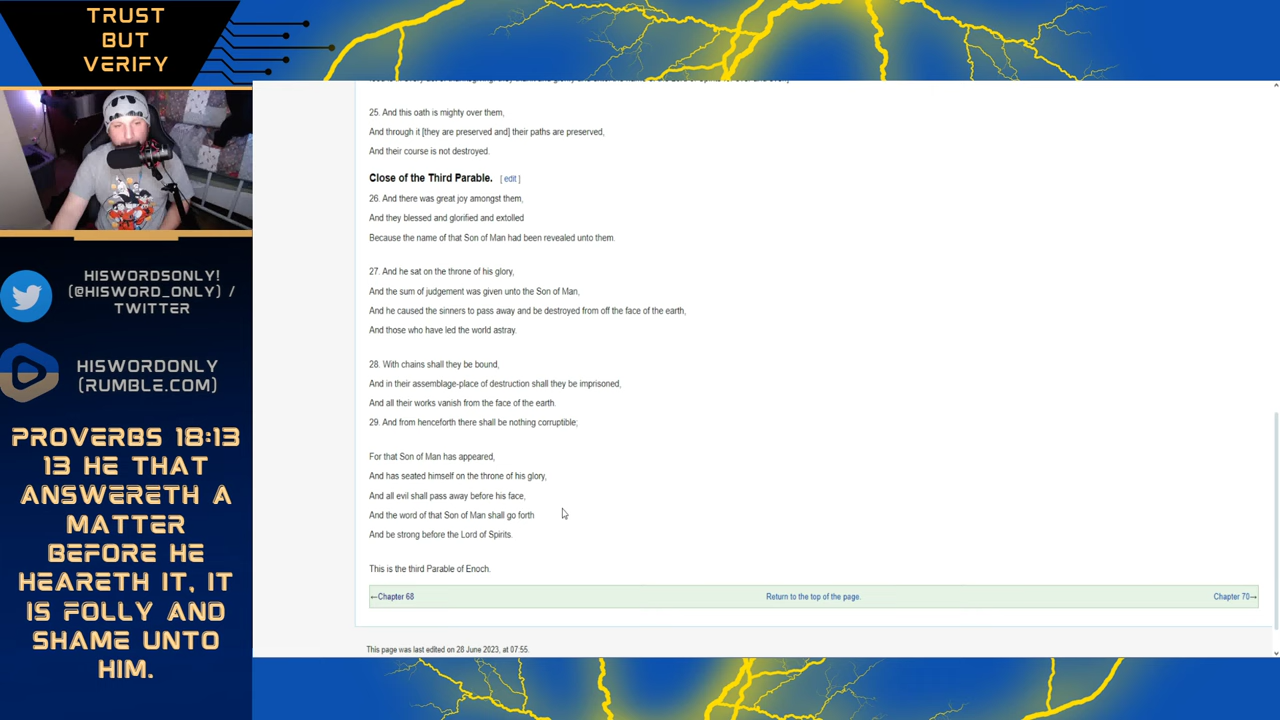 TRUST
BUT
VERIFY
HISWORDSONLY!
(@HISWORD_ONLY) /
TWITTER
HISWORDONLY
(RUMBLE.COM)
PROVERBS 18:13
13 HE THAT
ANSWERETH A
MATTER
BEFORE HE
HEARETH IT, IT
IS FOLLY AND
SHAME UNTO
HIM.
25. And this oath is mighty over them,
And through it [they are preserved and] their paths are preserved,
And their course is not destroyed.
Close of the Third Parable. [ edit ]
26. And there was great joy amongst them,
And they blessed and glorified and extolled
Because the name of that Son of Man had been revealed unto them.
27. And he sat on the throne of his glory,
And the sum of judgement was given unto the Son of Man,
And he caused the sinners to pass away and be destroyed from off the face of the earth,
And those who have led the world astray.
28. With chains shall they be bound,
And in their assemblage-place of destruction shall they be imprisoned,
And all their works vanish from the face of the earth.
29. And from henceforth there shall be nothing corruptible;
For that Son of Man has appeared,
And has seated himself on the throne of his glory,
And all evil shall pass away before his face,
And the word of that Son of Man shall go forth
And be strong before the Lord of Spirits.
This is the third Parable of Enoch.
←Chapter 68 Return to the top of the page. Chapter 70→
This page was last edited on 28 June 2023, at 07:55.